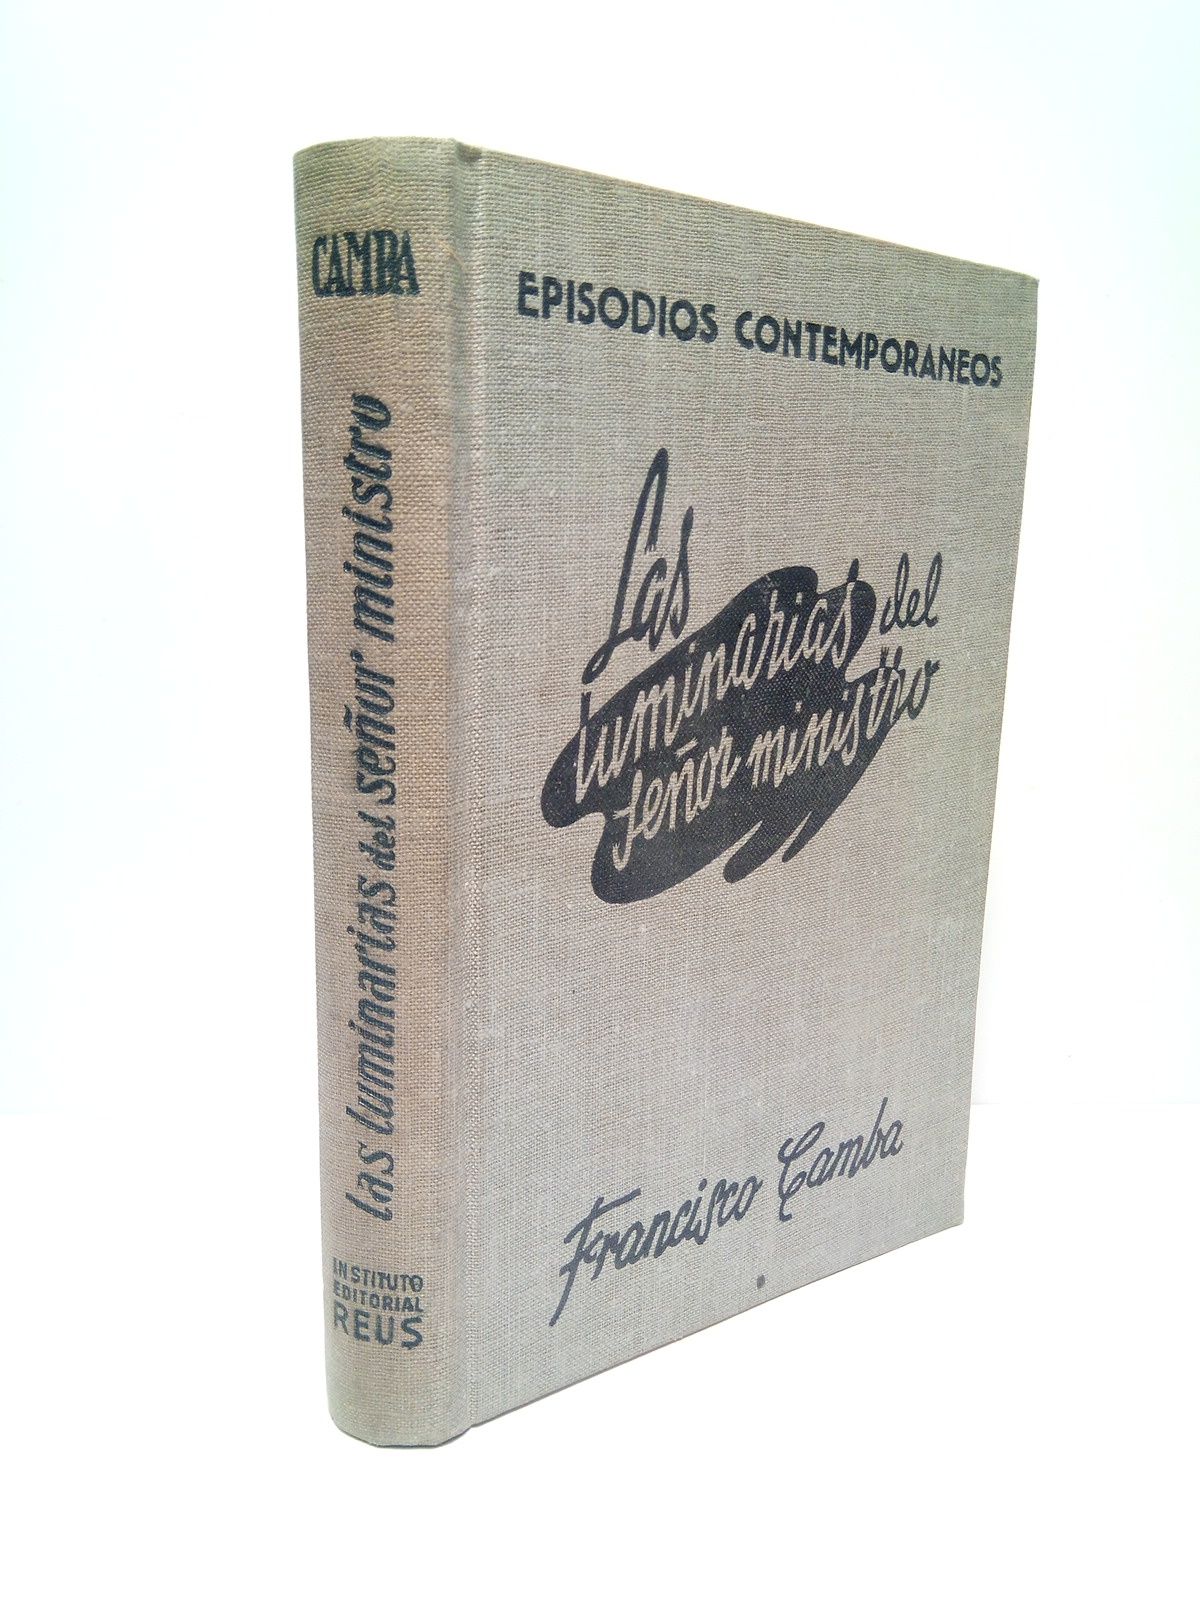 CAMBA
Las luminarias del señor ministro
INSTITUTO
EDITORIAL
REUS
EPISODIOS CONTEMPORANEOS
Las
luminarias del
señor ministro
Francisco Camba